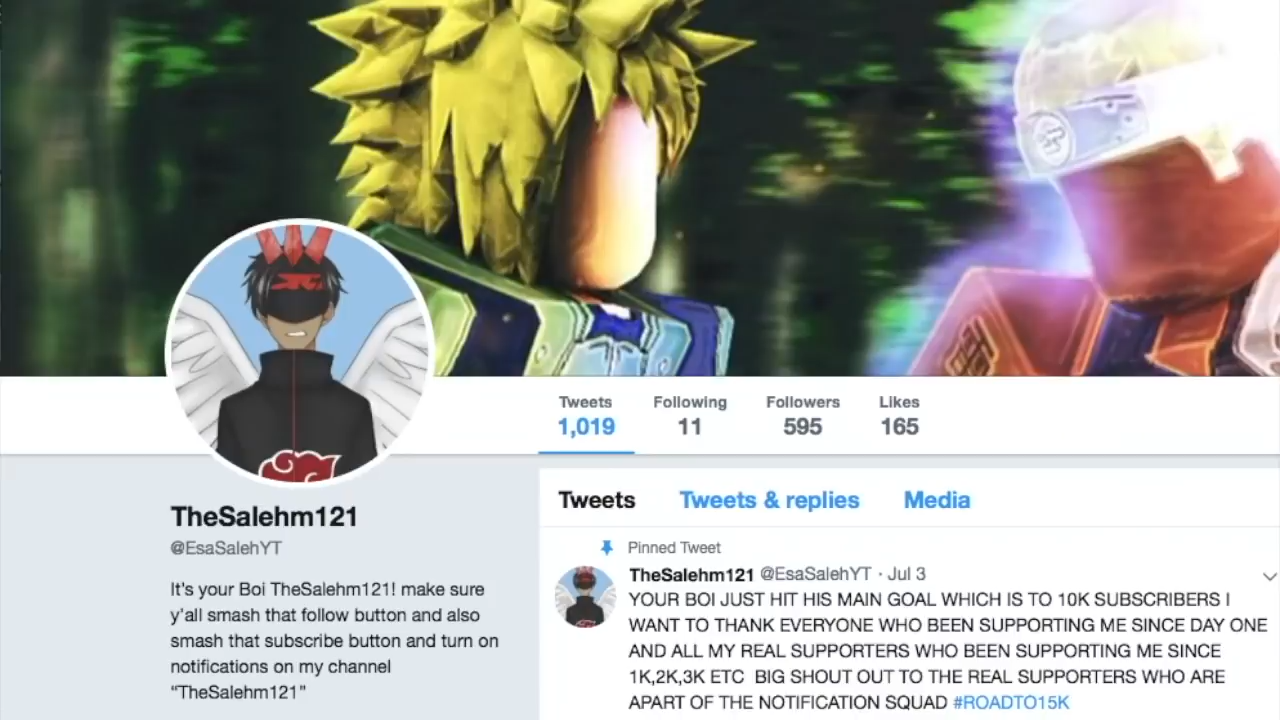 Tweets Following Followers Likes
1,019 11 595 165
TheSalehm121
@EsaSalehYT
It's your Boi TheSalehm121! make sure
y'all smash that follow button and also
smash that subscribe button and turn on
notifications on my channel
“TheSalehm121”
Tweets Tweets & replies Media
Pinned Tweet
TheSalehm121 @EsaSalehYT · Jul 3
YOUR BOI JUST HIT HIS MAIN GOAL WHICH IS TO 10K SUBSCRIBERS I
WANT TO THANK EVERYONE WHO BEEN SUPPORTING ME SINCE DAY ONE
AND ALL MY REAL SUPPORTERS WHO BEEN SUPPORTING ME SINCE
1K,2K,3K ETC BIG SHOUT OUT TO THE REAL SUPPORTERS WHO ARE
APART OF THE NOTIFICATION SQUAD #ROADTO15K